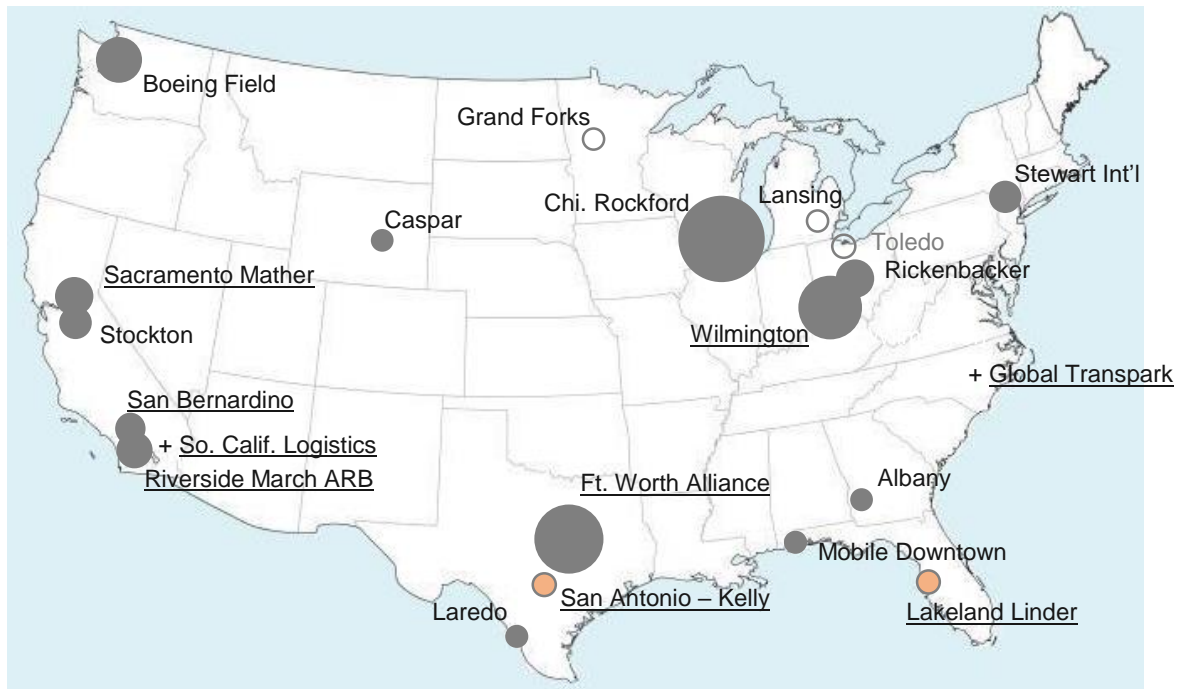 Boeing Field
Grand Forks
Stewart Int'l
Lansing
Chi. Rockford
Caspar
Toledo
Rickenbacker
Sacramento Mather
Stockton
Wilmington
+ Global Transpark
San Bernardino
+ So. Calif. Logistics
Riverside March ARB
Ft. Worth Alliance
Albany
Mobile Downtown
San Antonio – Kelly
Laredo
Lakeland Linder